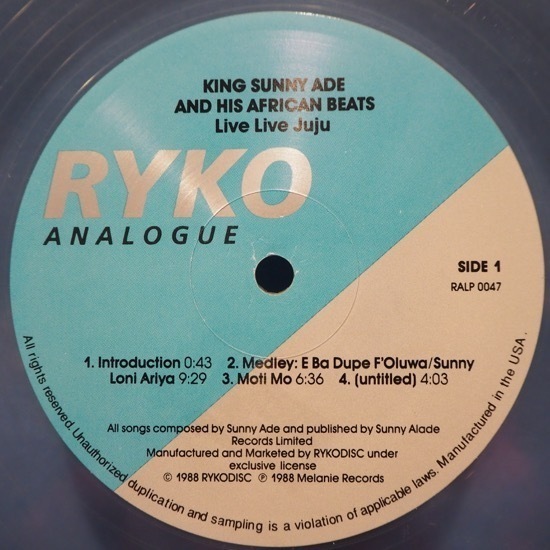 KING SUNNY ADE
AND HIS AFRICAN BEATS
Live Live Juju
RYKO
ANALOGUE
SIDE 1
RALP 0047
1. Introduction 0:43 2. Medley: E Ba Dupe F'Oluwa/Sunny
Loni Ariya 9:29 3. Moti Mo 6:36 4. (untitled) 4:03
All songs composed by Sunny Ade and published by Sunny Alade
Records Limited
Manufactured and Marketed by RYKODISC under
exclusive license
© 1988 RYKODISC ℗ 1988 Melanie Records
All rights reserved. Unauthorized duplication and sampling is a violation of applicable laws. Manufactured in the USA.